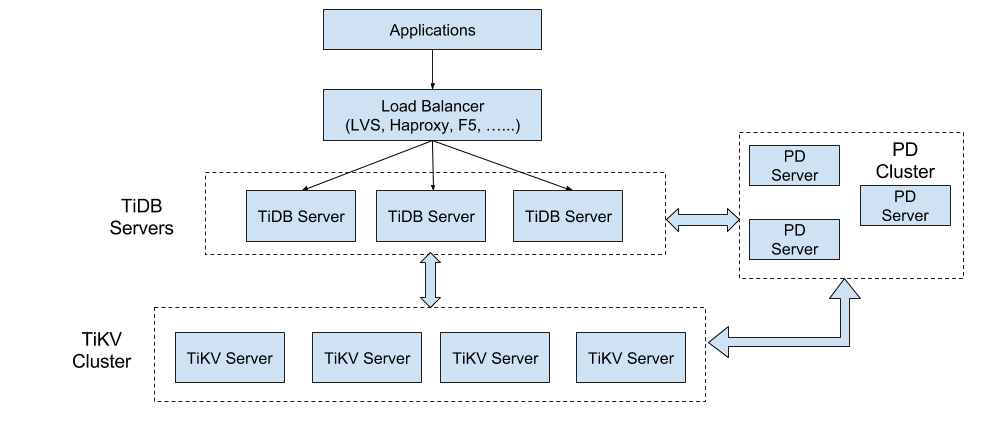 Applications
Load Balancer
(LVS, Haproxy, F5, …...)
TiDB
Servers
TiDB Server
TiDB Server
TiDB Server
PD
Cluster
PD
Server
PD
Server
PD
Server
TiKV
Cluster
TiKV Server
TiKV Server
TiKV Server
TiKV Server